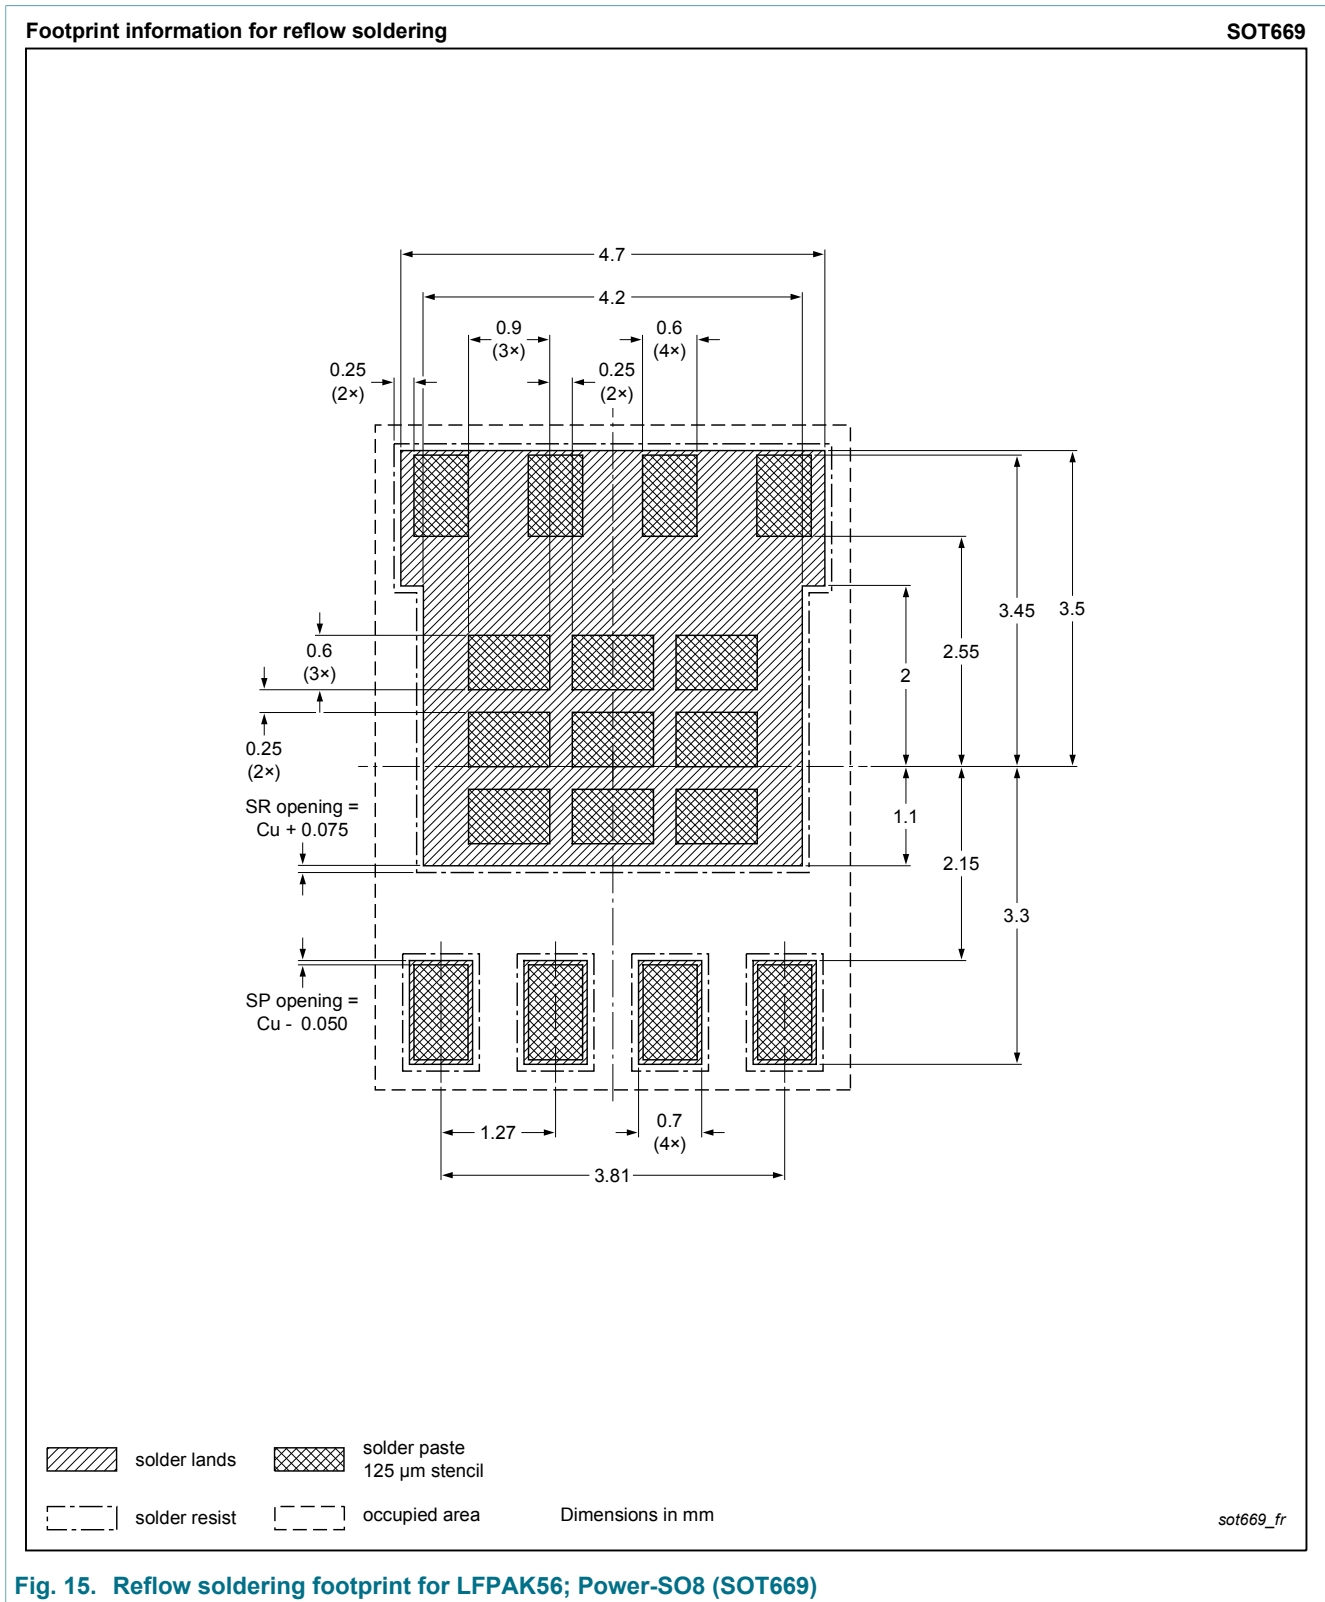 Footprint information for reflow soldering SOT669
4.7
4.2
0.9
(3×)
0.6
(4×)
0.25
(2×)
0.25
(2×)
3.45
3.5
2.55
2
0.6
(3×)
0.25
(2×)
SR opening =
Cu + 0.075
1.1
2.15
3.3
SP opening =
Cu - 0.050
1.27
0.7
(4×)
3.81
solder lands
solder paste
125 µm stencil
solder resist
occupied area
Dimensions in mm
sot669_fr
Fig. 15. Reflow soldering footprint for LFPAK56; Power-SO8 (SOT669)